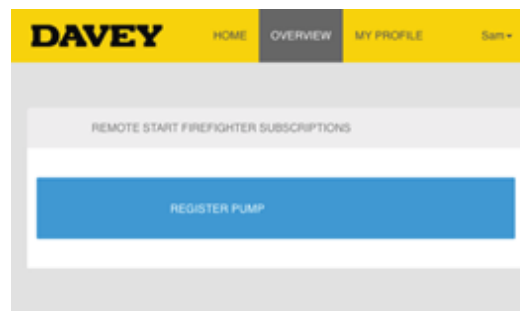 DAVEY HOME OVERVIEW MY PROFILE Sam
REMOTE START FIREFIGHTER SUBSCRIPTIONS
REGISTER PUMP